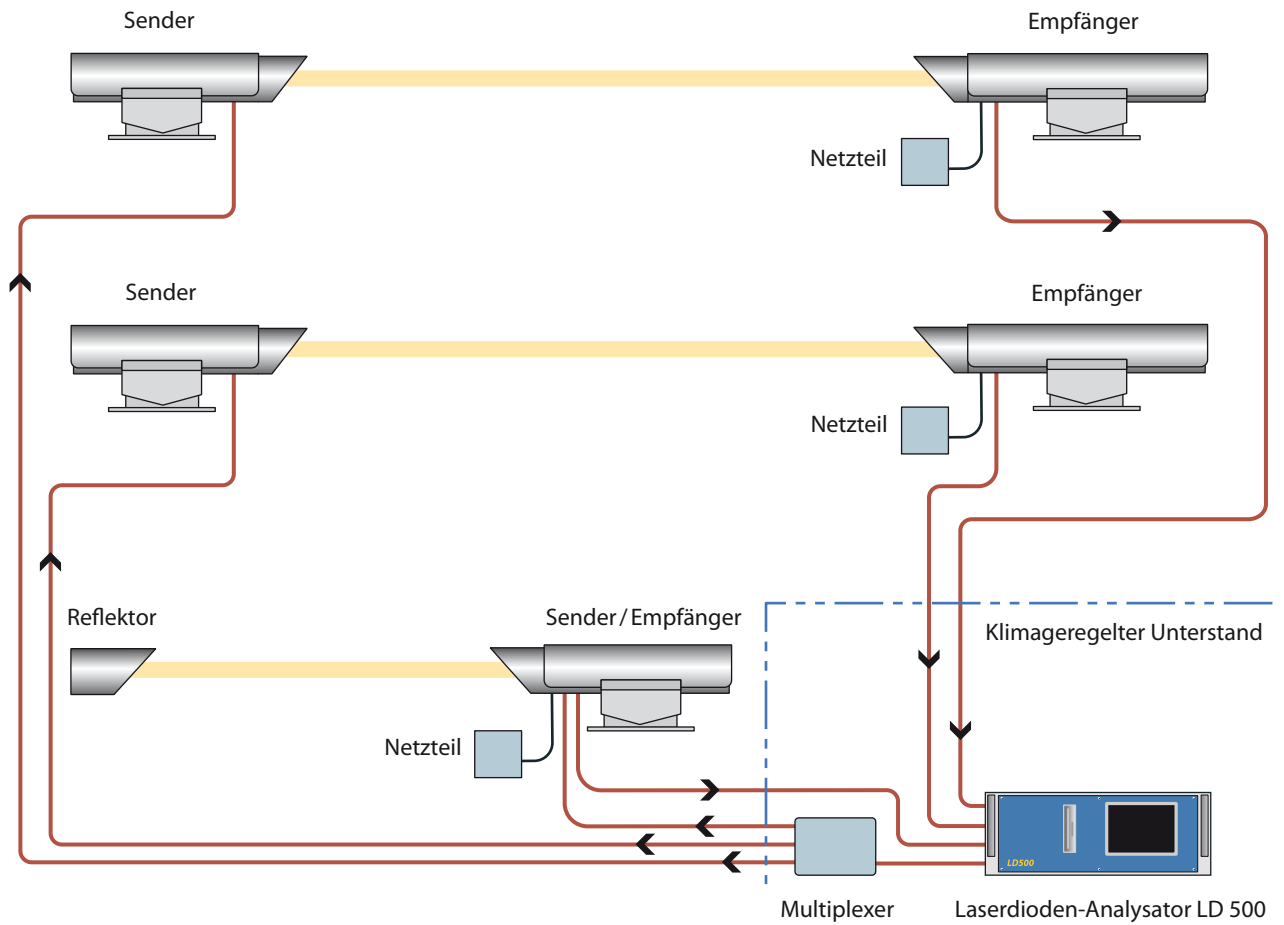 Sender
Empfänger
Netzteil
Sender
Empfänger
Netzteil
Reflektor
Sender / Empfänger
Klimageregelter Unterstand
Netzteil
LD500
Multiplexer
Laserdioden-Analysator LD 500